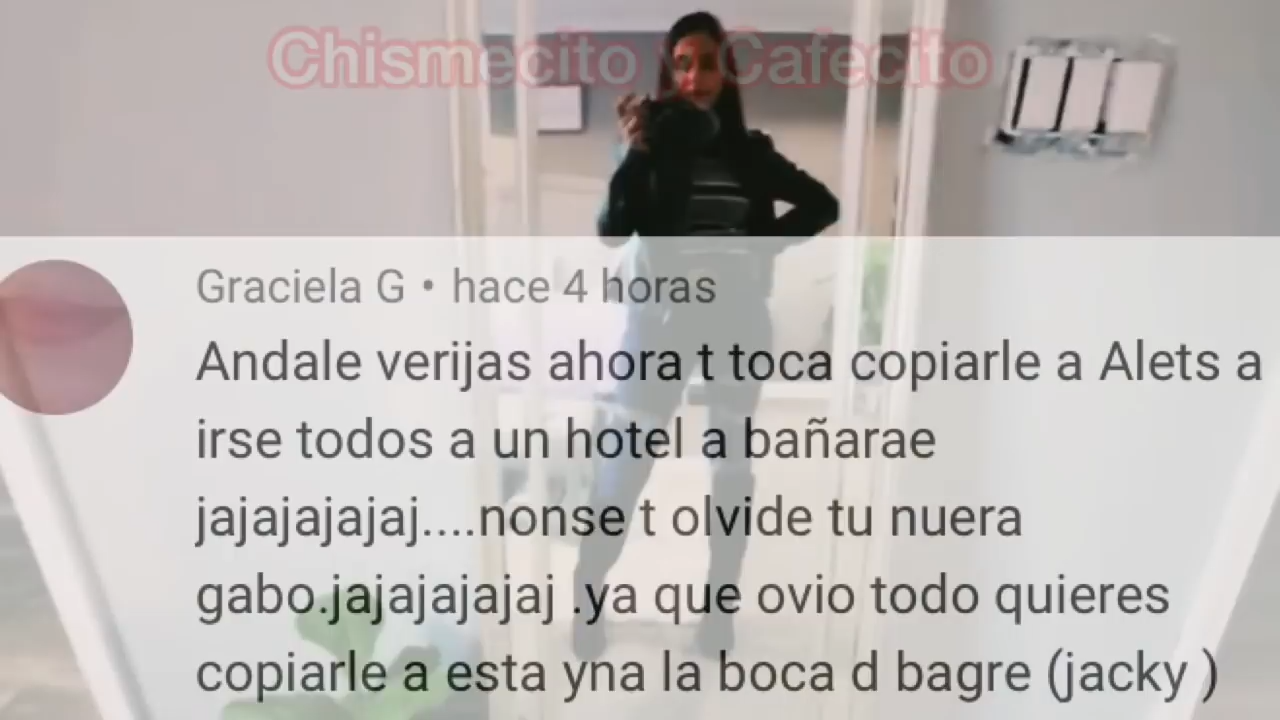 Chismecito y Cafecito
Graciela G • hace 4 horas
Andale verijas ahora t toca copiarle a Alets a
irse todos a un hotel a bañarae
jajajajajaj....nonse t olvide tu nuera
gabo.jajajajajaj .ya que ovio todo quieres
copiarle a esta yna la boca d bagre (jacky )